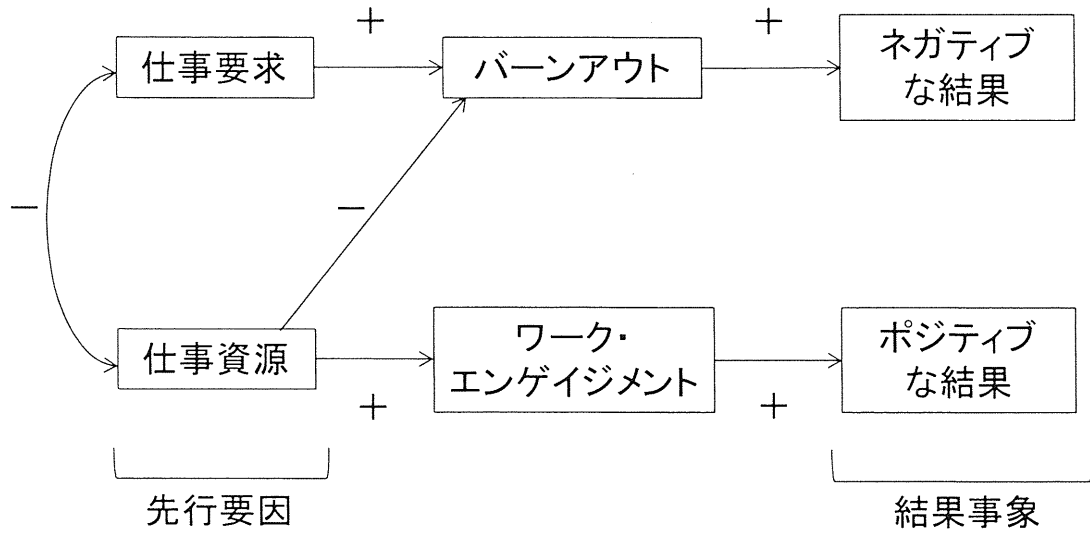 +
+
仕事要求
バーンアウト
ネガティブ
な結果
−
−
仕事資源
ワーク・
エンゲイジメント
ポジティブ
な結果
+
+
先行要因
結果事象